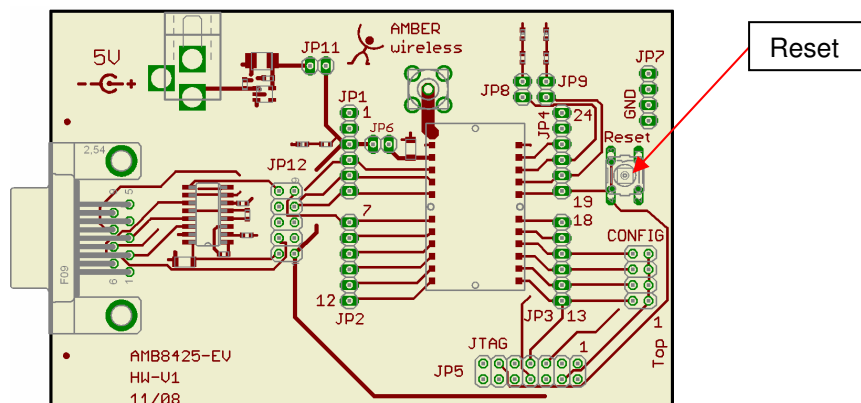 AMBER
wireless
Reset
5V
- +
JP11
JP7
GND
JP8
JP9
JP1
1
JP4
24
JP6
Reset
2,54
JP12
9 5
7
19
18
CONFIG
F09
6 1
12
JP2
JP3
13
1
Top
JTAG
1
JP5
AMB8425-EV
HW-V1
11/08